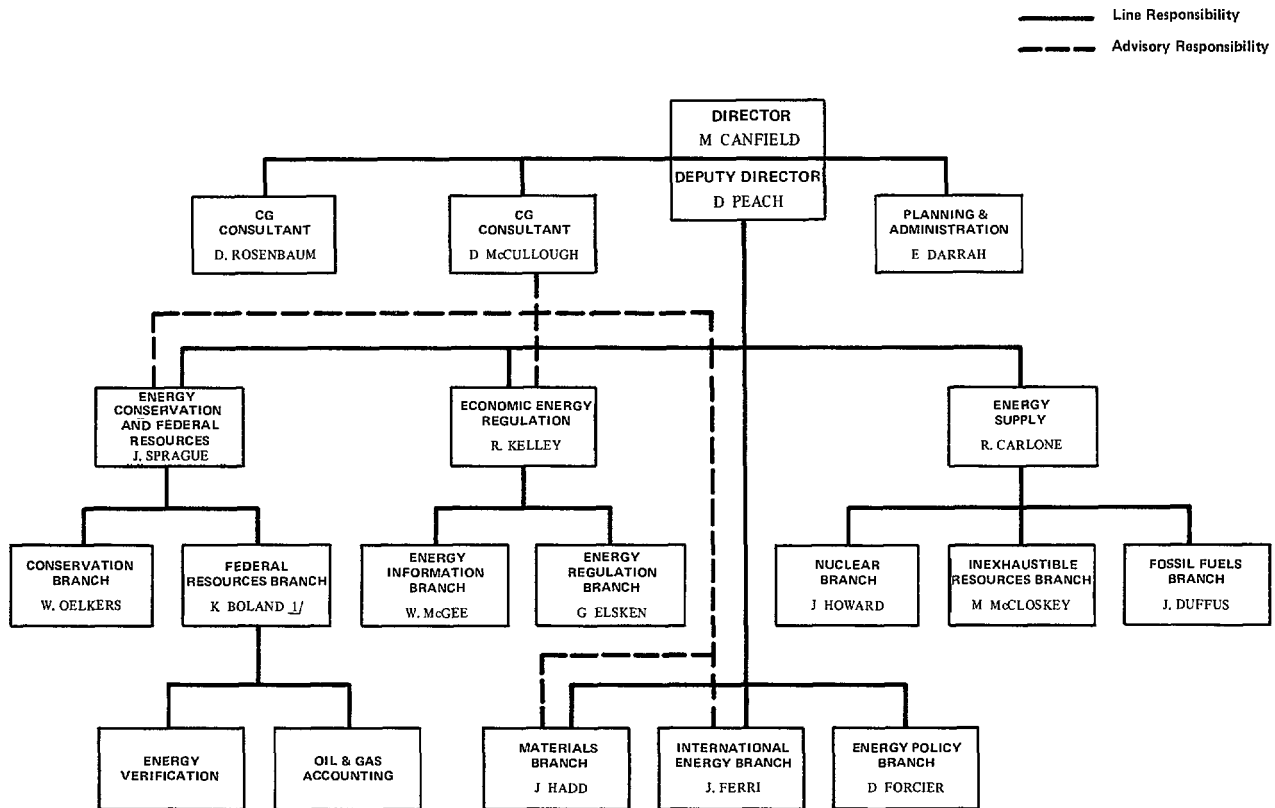 Line Responsibility
Advisory Responsibility
DIRECTOR
M CANFIELD
DEPUTY DIRECTOR
D PEACH
CG
CONSULTANT
D. ROSENBAUM
CG
CONSULTANT
D McCULLOUGH
PLANNING &
ADMINISTRATION
E DARRAH
ENERGY
CONSERVATION
AND FEDERAL
RESOURCES
J. SPRAGUE
ECONOMIC ENERGY
REGULATION
R. KELLEY
ENERGY
SUPPLY
R. CARLONE
CONSERVATION
BRANCH
W. OELKERS
FEDERAL
RESOURCES BRANCH
K BOLAND 1/
ENERGY
INFORMATION
BRANCH
W. McGEE
ENERGY
REGULATION
BRANCH
G ELSKEN
NUCLEAR
BRANCH
J HOWARD
INEXHAUSTIBLE
RESOURCES BRANCH
M McCLOSKEY
FOSSIL FUELS
BRANCH
J. DUFFUS
ENERGY
VERIFICATION
OIL & GAS
ACCOUNTING
MATERIALS
BRANCH
J HADD
INTERNATIONAL
ENERGY BRANCH
J. FERRI
ENERGY POLICY
BRANCH
D FORCIER